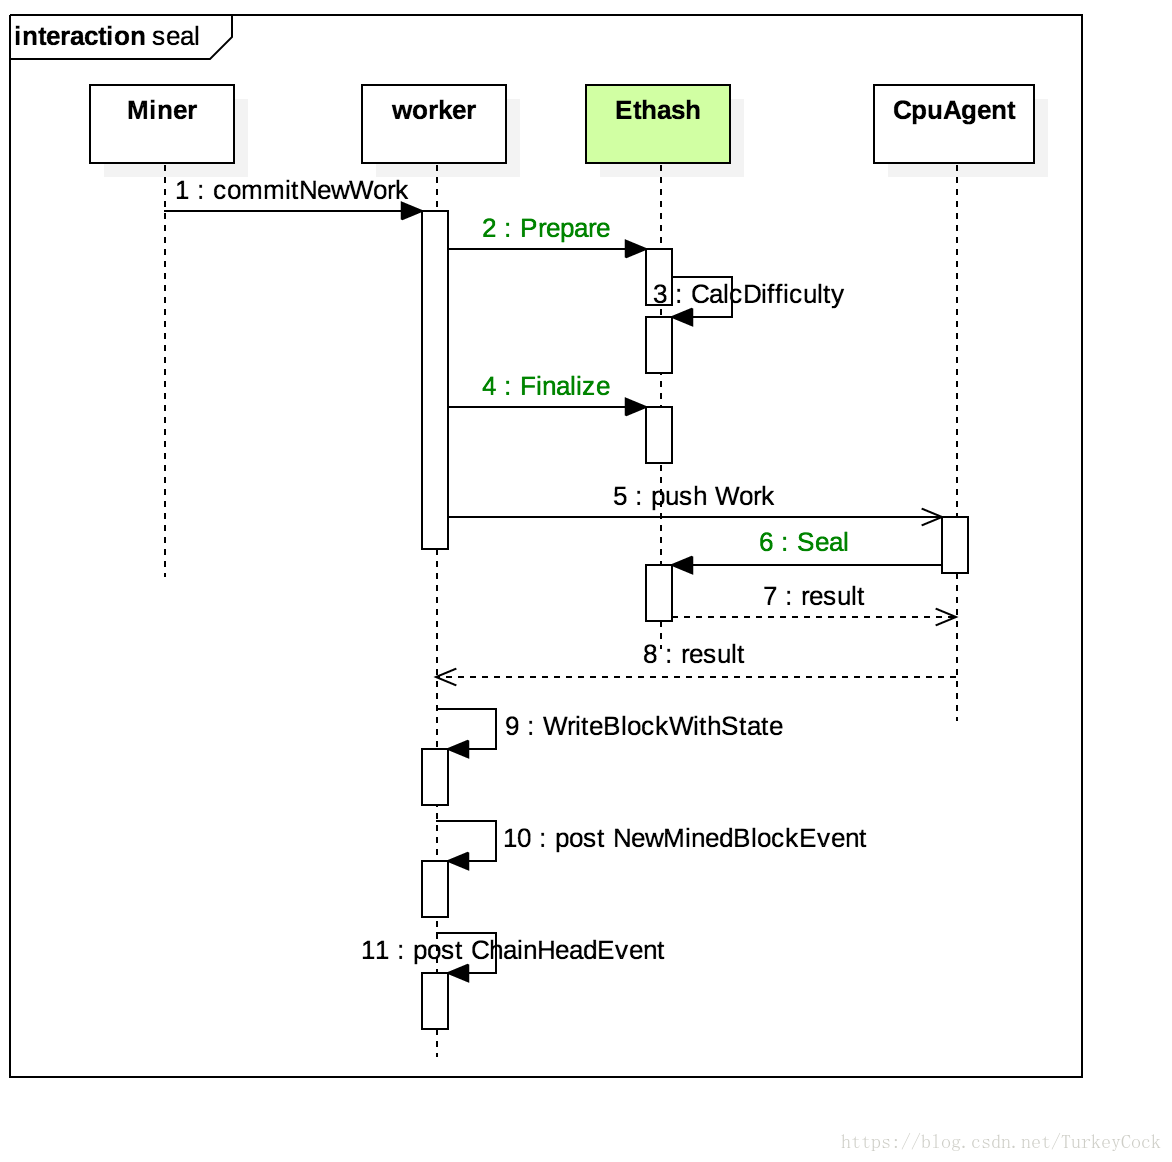 interaction seal
Miner
worker
Ethash
CpuAgent
1 : commitNewWork
2 : Prepare
3 : CalcDifficulty
4 : Finalize
5 : push Work
6 : Seal
7 : result
8 : result
9 : WriteBlockWithState
10 : post NewMinedBlockEvent
11 : post ChainHeadEvent
https://blog.csdn.net/TurkeyCock